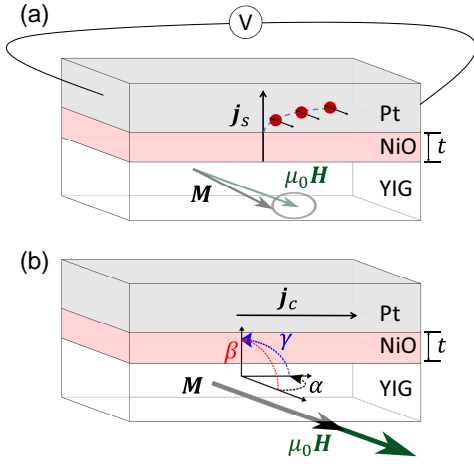 (a)
V
j_s
Pt
NiO
t
μ₀H
M
YIG
(b)
j_c
Pt
γ
β
NiO
t
M
α
YIG
μ₀H